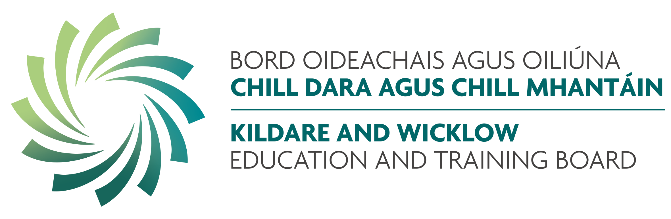 BORD OIDEACHAIS AGUS OILIÚNA
CHILL DARA AGUS CHILL MHANTÁIN
KILDARE AND WICKLOW
EDUCATION AND TRAINING BOARD